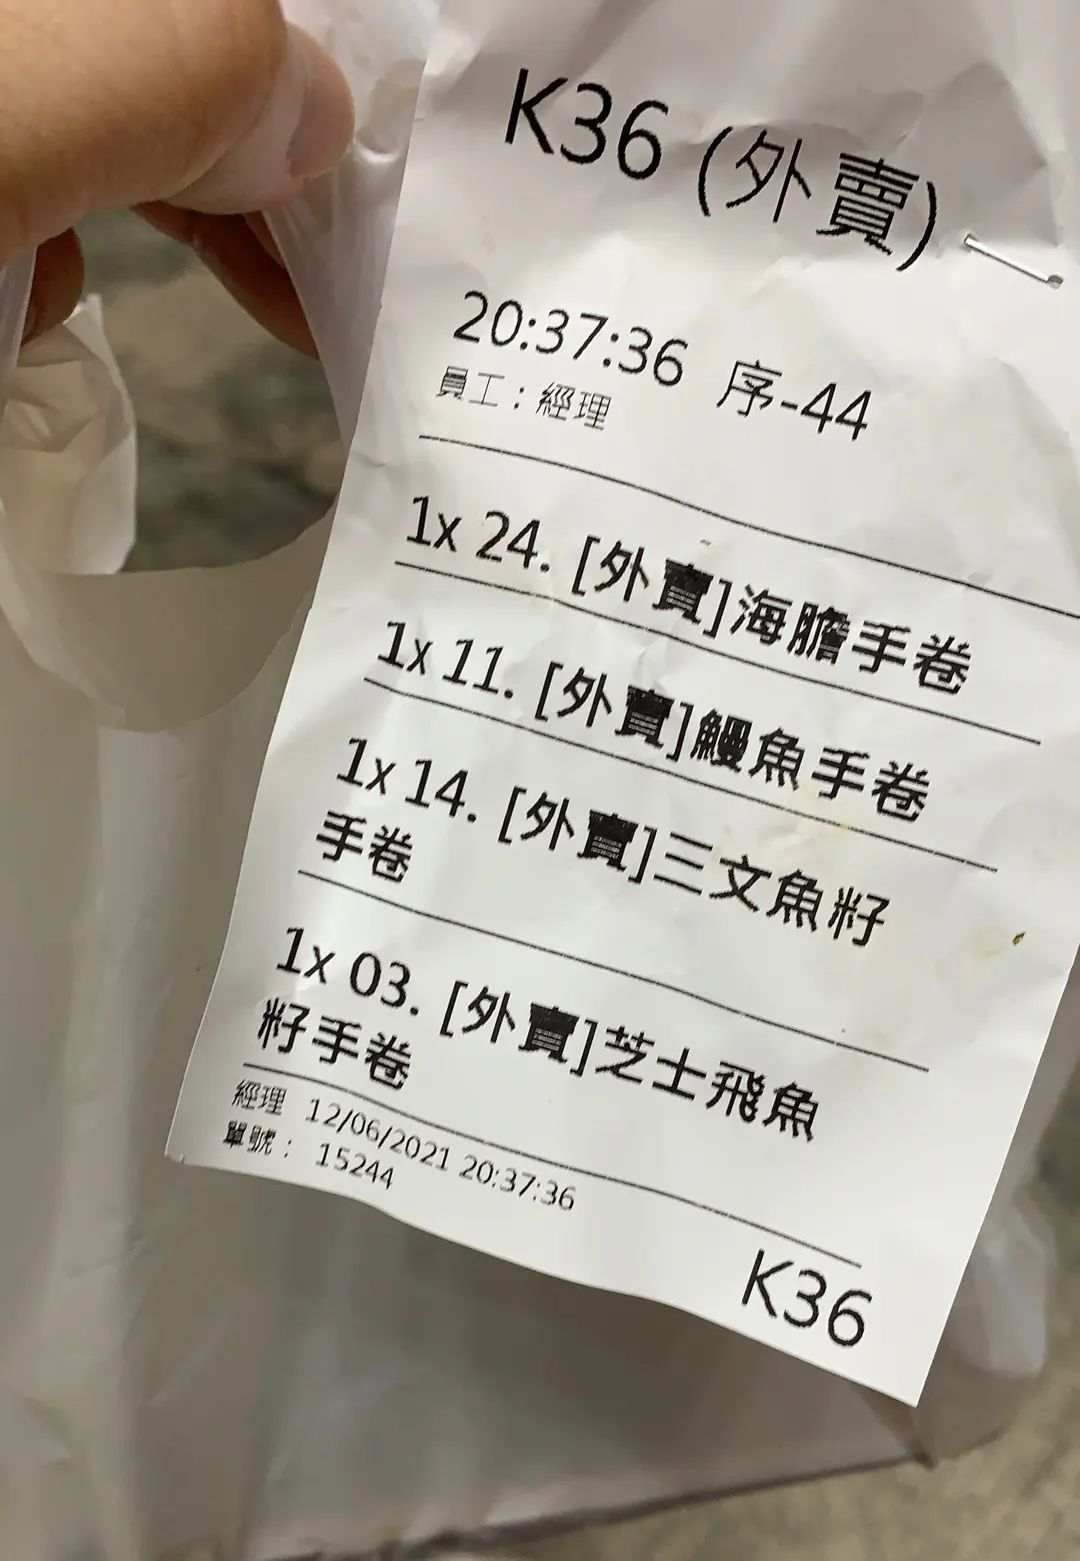 K36 (外賣)
20:37:36 序-44
員工：經理
1x 24. [外賣]海膽手卷
1x 11. [外賣]鰻魚手卷
1x 14. [外賣]三文魚籽
手卷
1x 03. [外賣]芝士飛魚
籽手卷
經理 12/06/2021 20:37:36
單號： 15244
K36